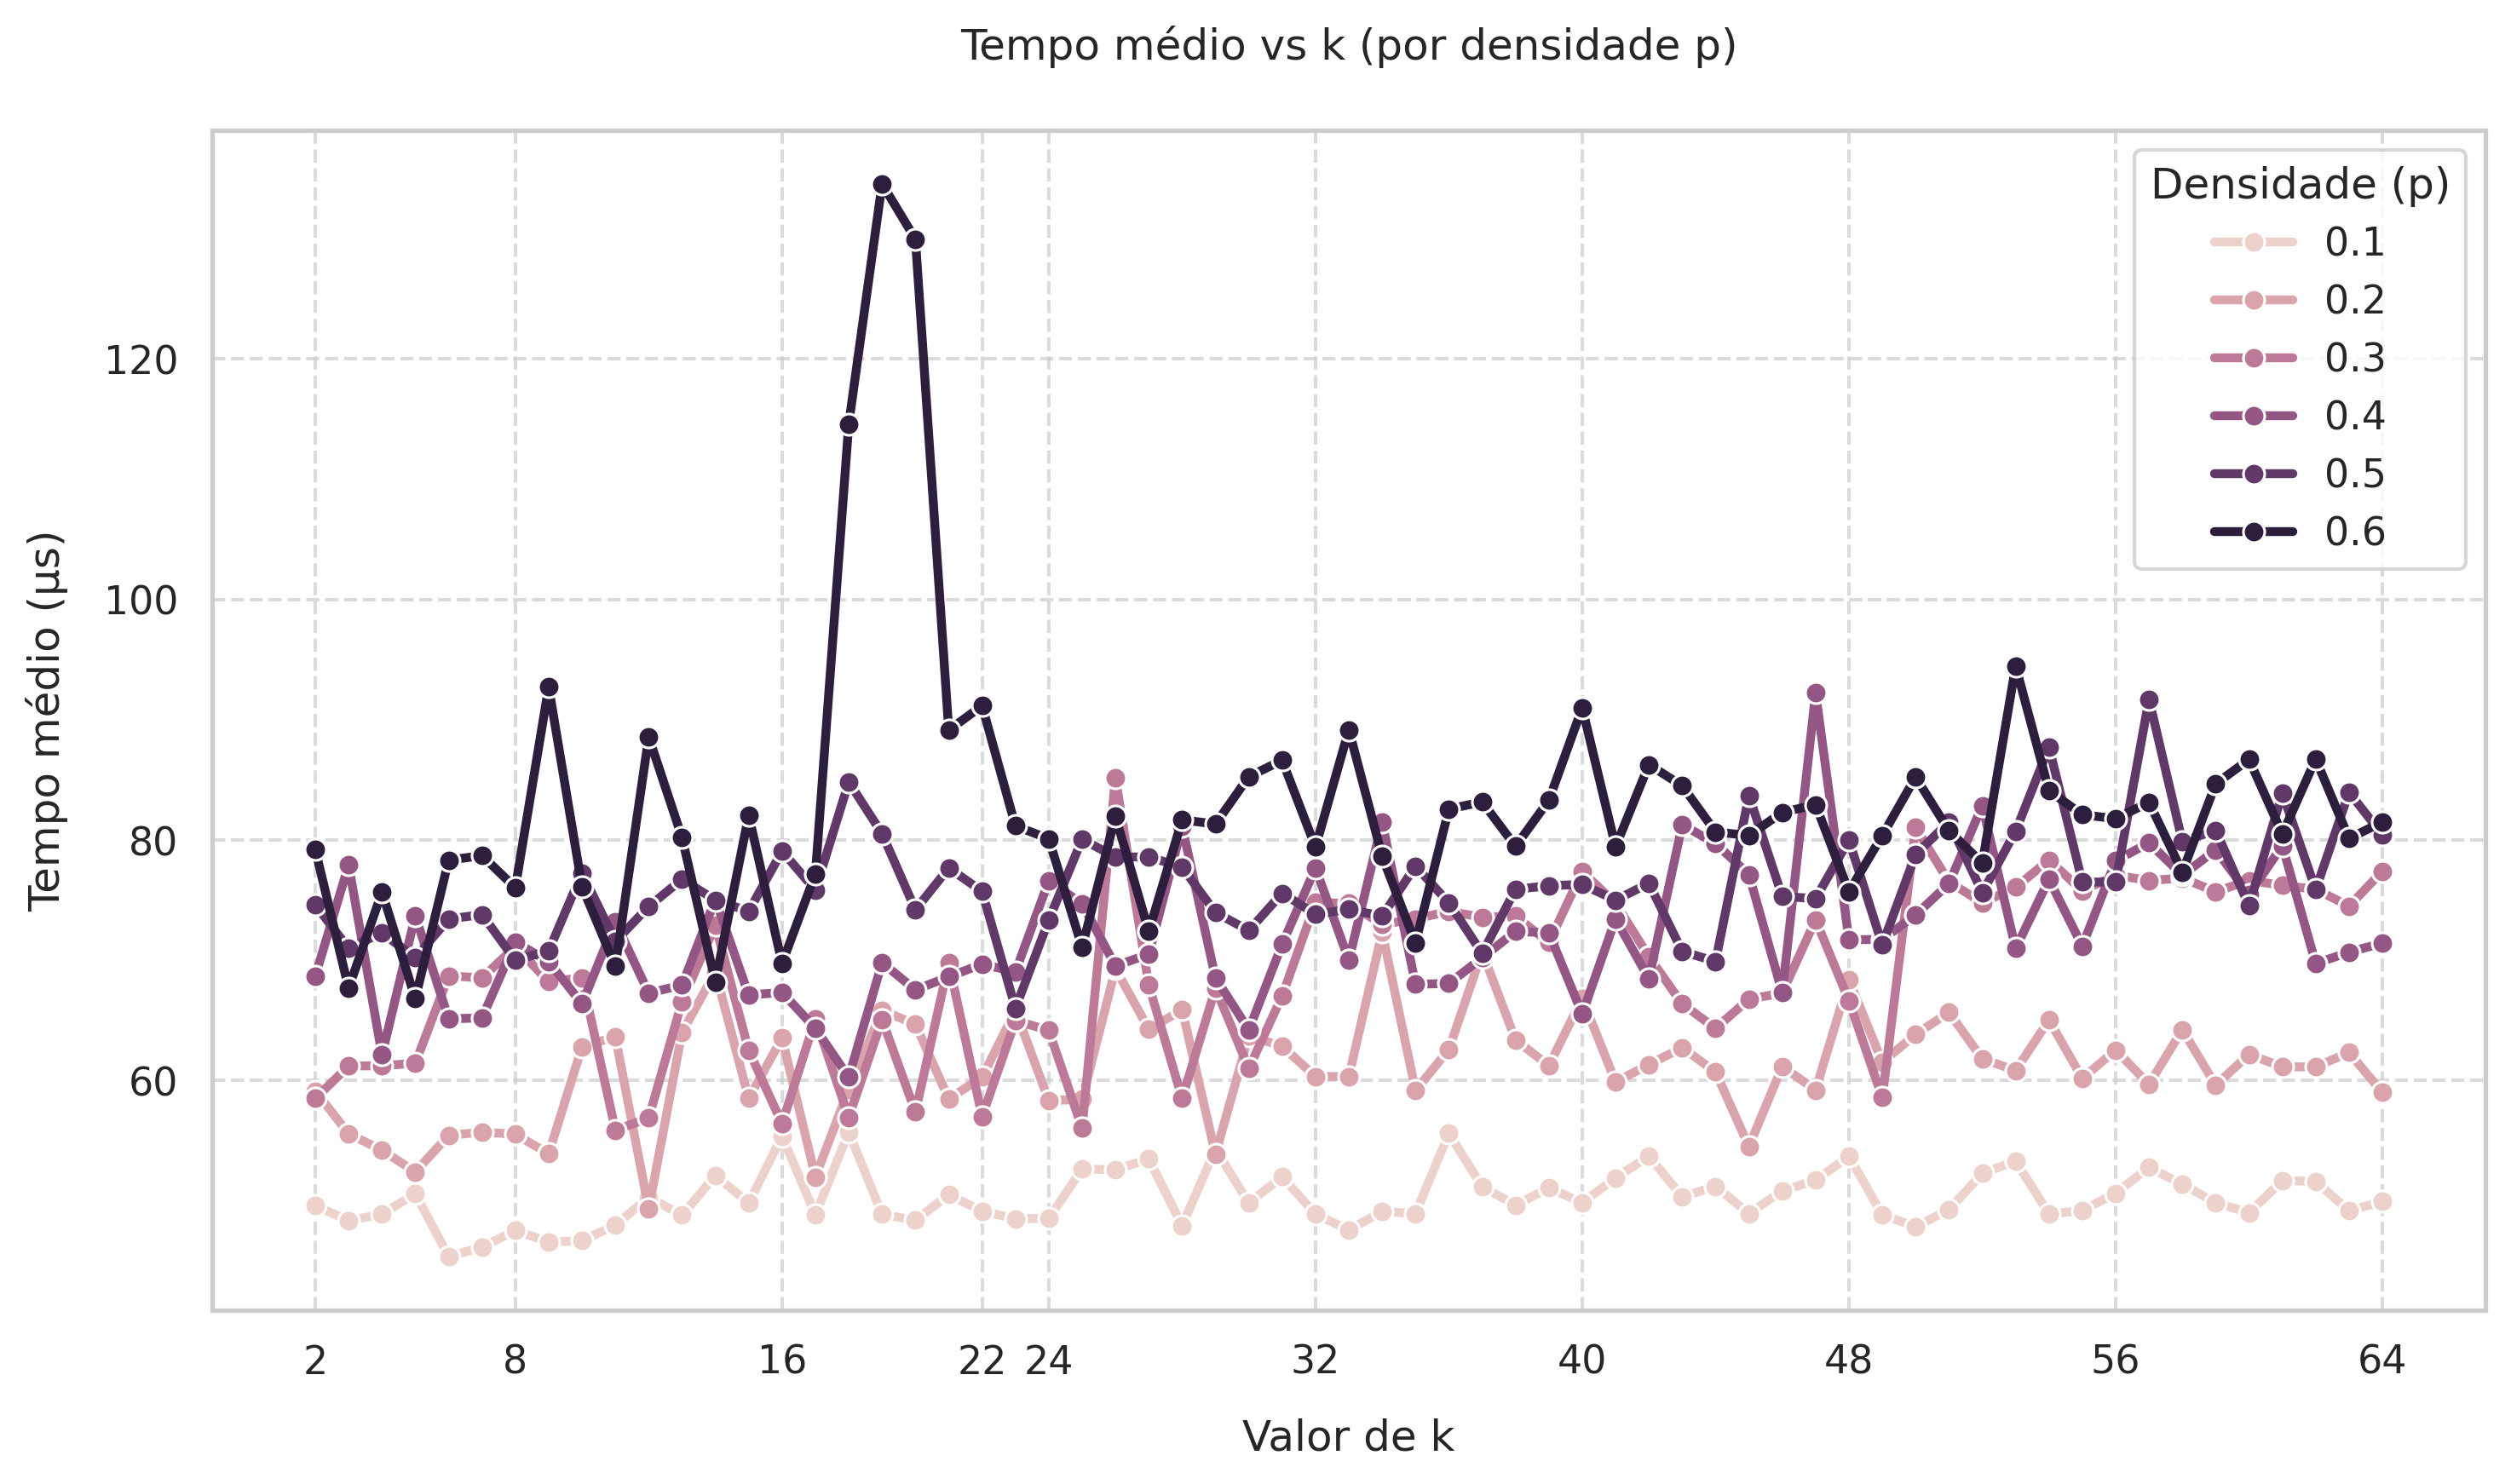 Tempo médio vs k (por densidade p)
Tempo médio (µs)
120
100
80
60
Densidade (p)
0.1
0.2
0.3
0.4
0.5
0.6
2 8 16 22 24 32 40 48 56 64
Valor de k